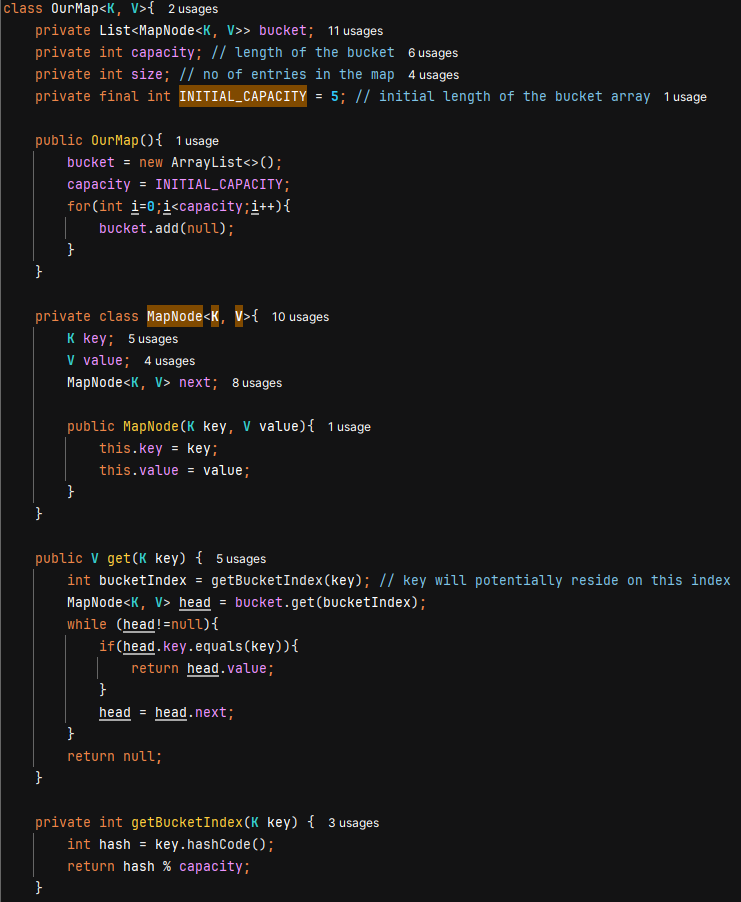 class OurMap<K, V>{ 2 usages
    private List<MapNode<K, V>> bucket; 11 usages
    private int capacity; // length of the bucket 6 usages
    private int size; // no of entries in the map 4 usages
    private final int INITIAL_CAPACITY = 5; // initial length of the bucket array 1 usage

    public OurMap(){ 1 usage
        bucket = new ArrayList<>();
        capacity = INITIAL_CAPACITY;
        for(int i=0;i<capacity;i++){
            bucket.add(null);
        }
    }

    private class MapNode<K, V>{ 10 usages
        K key; 5 usages
        V value; 4 usages
        MapNode<K, V> next; 8 usages

        public MapNode(K key, V value){ 1 usage
            this.key = key;
            this.value = value;
        }
    }

    public V get(K key) { 5 usages
        int bucketIndex = getBucketIndex(key); // key will potentially reside on this index
        MapNode<K, V> head = bucket.get(bucketIndex);
        while (head!=null){
            if(head.key.equals(key)){
                return head.value;
            }
            head = head.next;
        }
        return null;
    }

    private int getBucketIndex(K key) { 3 usages
        int hash = key.hashCode();
        return hash % capacity;
    }